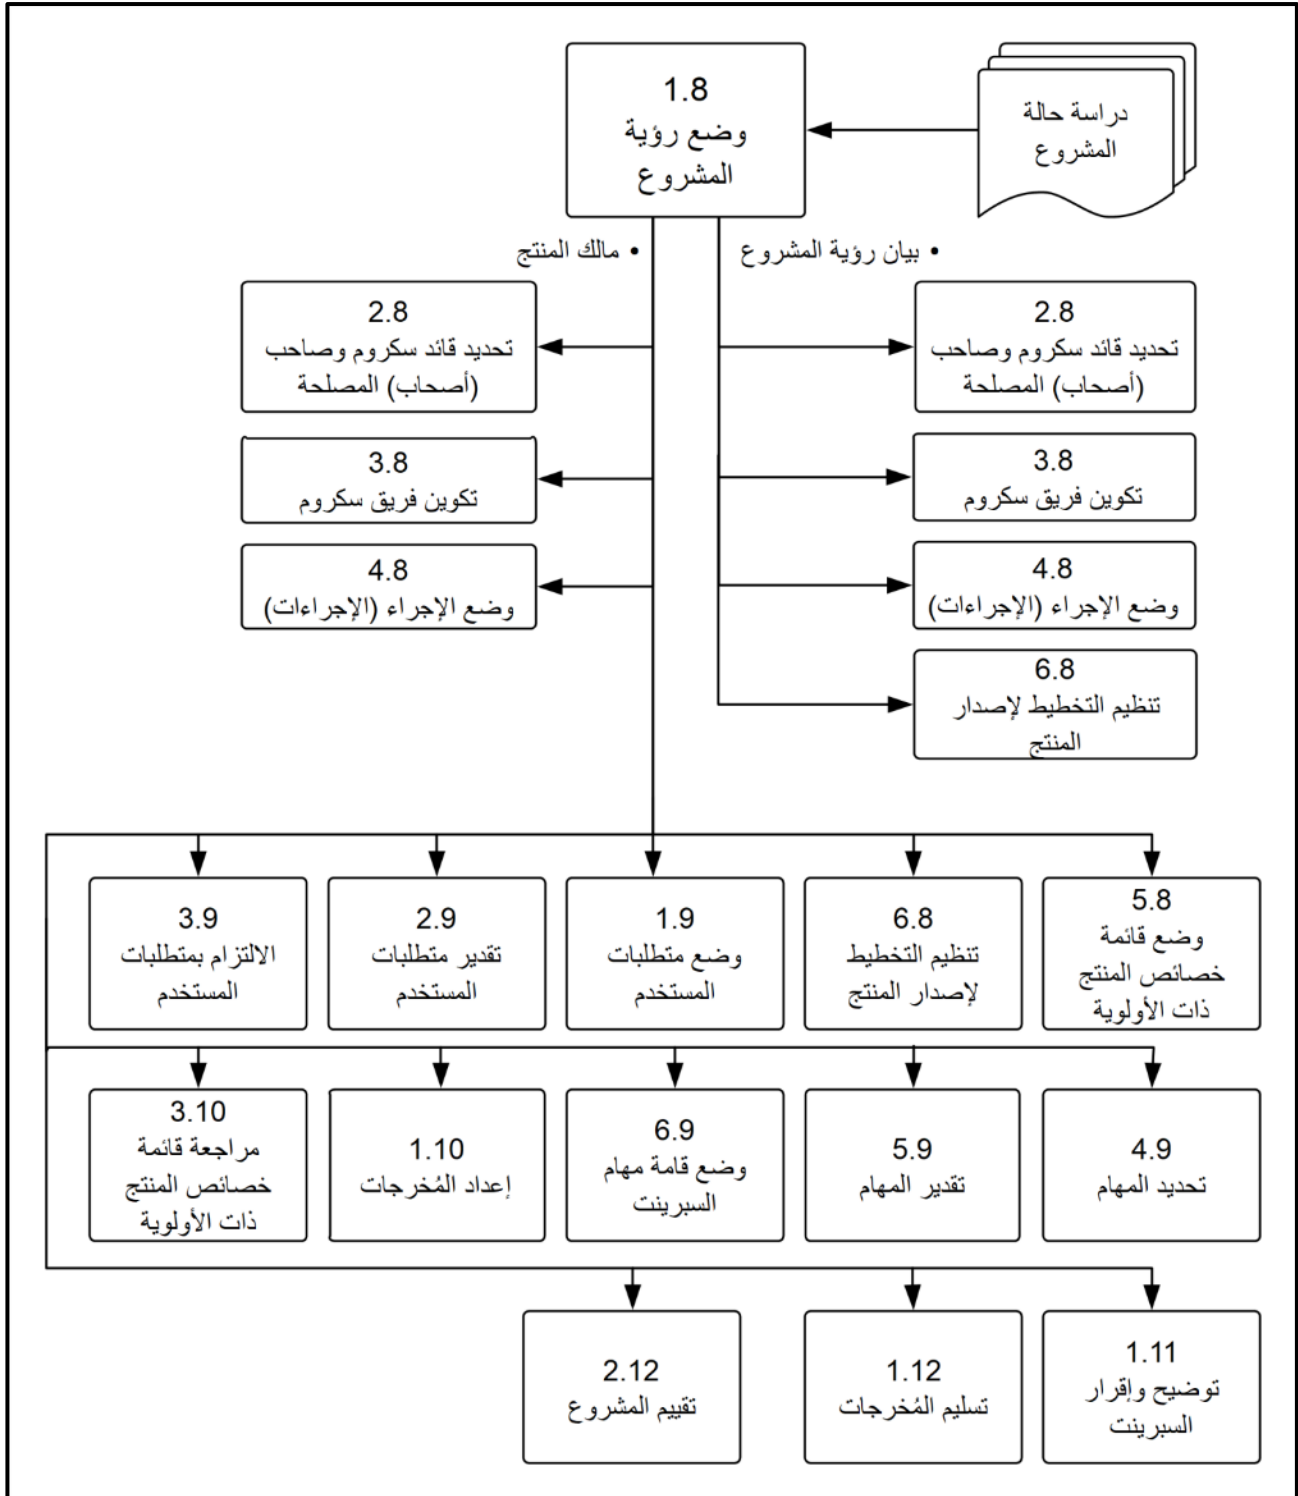 1.8
وضع رؤية
المشروع
دراسة حالة
المشروع
• بيان رؤية المشروع
• مالك المنتج
2.8
تحديد قائد سكروم وصاحب
(أصحاب) المصلحة
2.8
تحديد قائد سكروم وصاحب
(أصحاب) المصلحة
3.8
تكوين فريق سكروم
3.8
تكوين فريق سكروم
4.8
وضع الإجراء (الإجراءات)
4.8
وضع الإجراء (الإجراءات)
6.8
تنظيم التخطيط لإصدار
المنتج
5.8
وضع قائمة
خصائص المنتج
ذات الأولوية
6.8
تنظيم التخطيط
لإصدار المنتج
1.9
وضع متطلبات
المستخدم
2.9
تقدير متطلبات
المستخدم
3.9
الالتزام بمتطلبات
المستخدم
4.9
تحديد المهام
5.9
تقدير المهام
6.9
وضع قامة مهام
السبرينت
1.10
إعداد المُخرجات
3.10
مراجعة قائمة
خصائص المنتج
ذات الأولوية
1.11
توضيح وإقرار
السبرينت
1.12
تسليم المُخرجات
2.12
تقييم المشروع